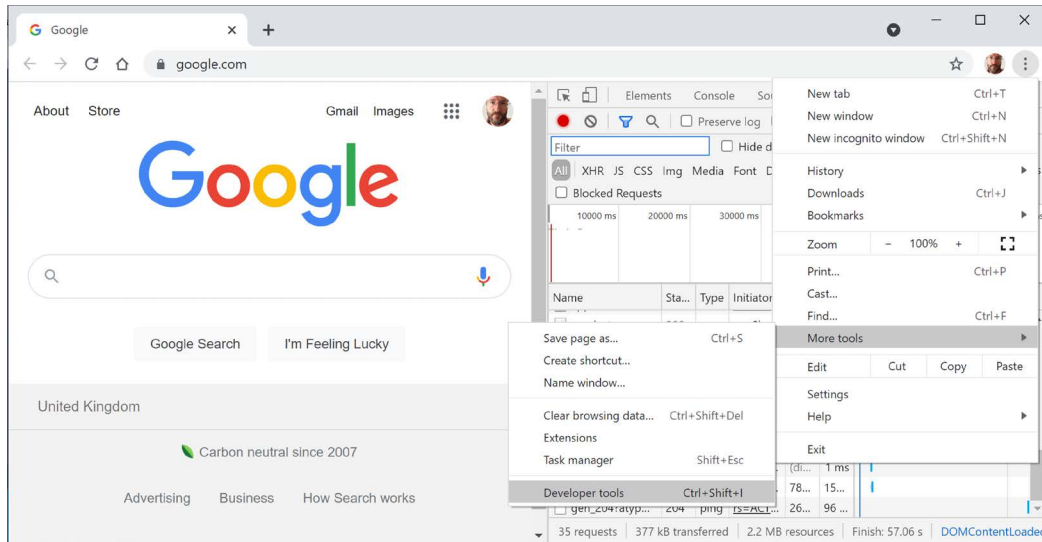 Google
google.com
About Store Gmail Images
Google
Google Search I'm Feeling Lucky
United Kingdom
Carbon neutral since 2007
Advertising Business How Search works
Elements Console
Preserve log
Filter Hide
All XHR JS CSS Img Media Font
Blocked Requests
10000 ms 20000 ms 30000 ms
Name Sta... Type Initiator
(di... 1 ms
78... 15...
gen_204?atyp... 204 ping rs=ACT... 26... 96 ...
35 requests 377 kB transferred 2.2 MB resources Finish: 57.06 s DOMContentLoaded
New tab Ctrl+T
New window Ctrl+N
New incognito window Ctrl+Shift+N
History
Downloads Ctrl+J
Bookmarks
Zoom - 100% +
Print... Ctrl+P
Cast...
Find... Ctrl+F
More tools
Edit Cut Copy Paste
Settings
Help
Exit
Save page as... Ctrl+S
Create shortcut...
Name window...
Clear browsing data... Ctrl+Shift+Del
Extensions
Task manager Shift+Esc
Developer tools Ctrl+Shift+I